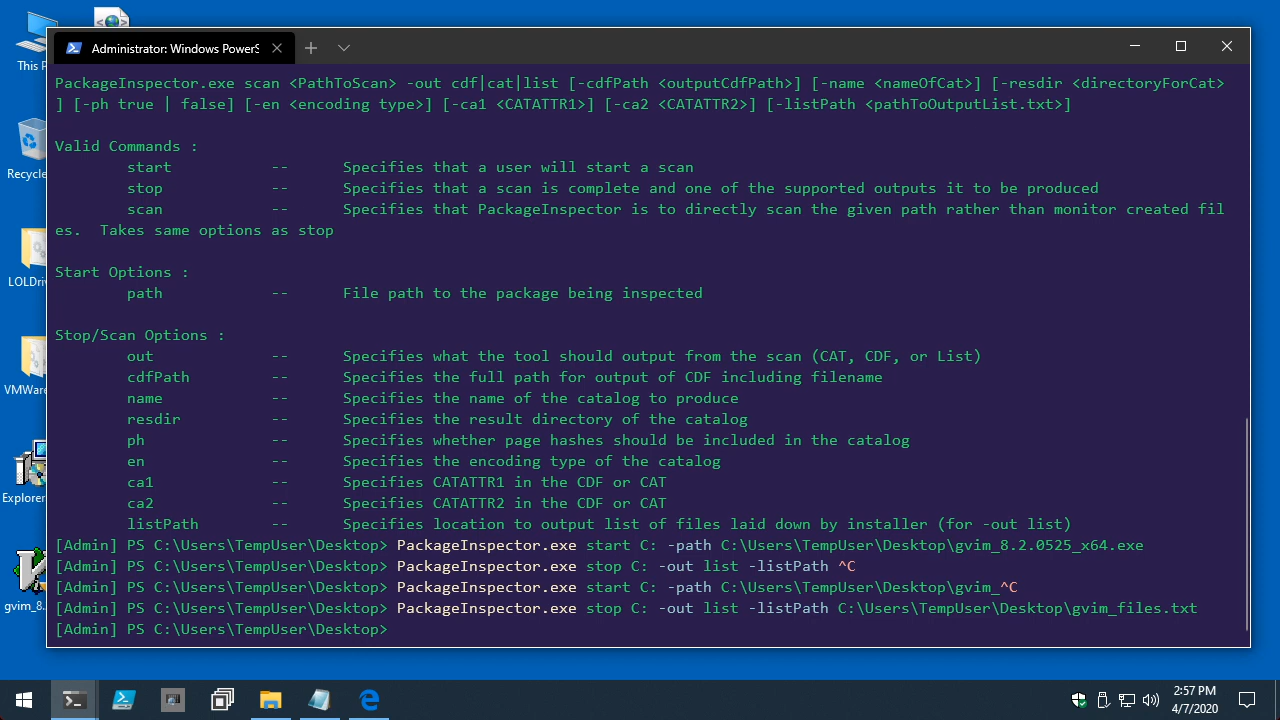 This P
Administrator: Windows PowerS
PackageInspector.exe scan <PathToScan> -out cdf|cat|list [-cdfPath <outputCdfPath>] [-name <nameOfCat>] [-resdir <directoryForCat>
] [-ph true | false] [-en <encoding type>] [-ca1 <CATATTR1>] [-ca2 <CATATTR2>] [-listPath <pathToOutputList.txt>]
Valid Commands :
start -- Specifies that a user will start a scan
stop -- Specifies that a scan is complete and one of the supported outputs it to be produced
scan -- Specifies that PackageInspector is to directly scan the given path rather than monitor created fil
es. Takes same options as stop
Start Options :
path -- File path to the package being inspected
Stop/Scan Options :
out -- Specifies what the tool should output from the scan (CAT, CDF, or List)
cdfPath -- Specifies the full path for output of CDF including filename
name -- Specifies the name of the catalog to produce
resdir -- Specifies the result directory of the catalog
ph -- Specifies whether page hashes should be included in the catalog
en -- Specifies the encoding type of the catalog
ca1 -- Specifies CATATTR1 in the CDF or CAT
ca2 -- Specifies CATATTR2 in the CDF or CAT
listPath -- Specifies location to output list of files laid down by installer (for -out list)
[Admin] PS C:\Users\TempUser\Desktop> PackageInspector.exe start C: -path C:\Users\TempUser\Desktop\gvim_8.2.0525_x64.exe
[Admin] PS C:\Users\TempUser\Desktop> PackageInspector.exe stop C: -out list -listPath ^C
[Admin] PS C:\Users\TempUser\Desktop> PackageInspector.exe start C: -path C:\Users\TempUser\Desktop\gvim_^C
[Admin] PS C:\Users\TempUser\Desktop> PackageInspector.exe stop C: -out list -listPath C:\Users\TempUser\Desktop\gvim_files.txt
[Admin] PS C:\Users\TempUser\Desktop>
Recycle
LOLDriv
VMWare
Explorer
gvim_8.
2:57 PM
4/7/2020